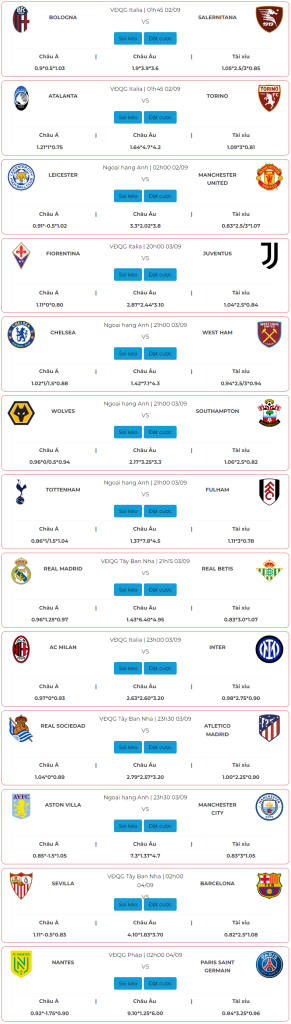 VĐQG Italia | 01h45 02/09
BOLOGNA VS SALERNITANA
Soi kèo Đặt cược
Châu Á | Châu Âu | Tài xỉu
0.9*0.5*1.03 1.9*3.9*3.6 1.05*2.5/3*0.85
VĐQG Italia | 01h45 02/09
ATALANTA VS TORINO
Soi kèo Đặt cược
Châu Á | Châu Âu | Tài xỉu
1.21*1*0.75 1.64*4.7*4.2 1.09*3*0.81
Ngoại hạng Anh | 02h00 02/09
LEICESTER VS MANCHESTER
UNITED
Soi kèo Đặt cược
Châu Á | Châu Âu | Tài xỉu
0.91*-0.5*1.02 3.3*2.02*3.8 0.83*2.5/3*1.07
VĐQG Italia | 20h00 03/09
FIORENTINA VS JUVENTUS
Soi kèo Đặt cược
Châu Á | Châu Âu | Tài xỉu
1.11*0*0.80 2.87*2.44*3.10 1.04*2.5*0.84
Ngoại hạng Anh | 21h00 03/09
CHELSEA VS WEST HAM
Soi kèo Đặt cược
Châu Á | Châu Âu | Tài xỉu
1.02*1/1.5*0.88 1.42*7.1*4.3 0.94*2.5/3*0.94
Ngoại hạng Anh | 21h00 03/09
WOLVES VS SOUTHAMPTON
Soi kèo Đặt cược
Châu Á | Châu Âu | Tài xỉu
0.96*0/0.5*0.94 2.17*3.25*3.3 1.06*2.5*0.82
Ngoại hạng Anh | 21h00 03/09
TOTTENHAM VS FULHAM
Soi kèo Đặt cược
Châu Á | Châu Âu | Tài xỉu
0.86*1/1.5*1.04 1.37*7.8*4.5 1.11*3*0.78
VĐQG Tây Ban Nha | 21h15 03/09
REAL MADRID VS REAL BETIS
Soi kèo Đặt cược
Châu Á | Châu Âu | Tài xỉu
0.96*1.25*0.97 1.43*6.40*4.95 0.83*3.0*1.07
VĐQG Italia | 23h00 03/09
AC MILAN VS INTER
Soi kèo Đặt cược
Châu Á | Châu Âu | Tài xỉu
0.97*0*0.93 2.63*2.60*3.20 0.98*2.75*0.90
VĐQG Tây Ban Nha | 23h30 03/09
REAL SOCIEDAD VS ATLETICO
MADRID
Soi kèo Đặt cược
Châu Á | Châu Âu | Tài xỉu
1.04*0*0.89 2.79*2.57*3.20 1.00*2.25*0.90
Ngoại hạng Anh | 23h30 03/09
ASTON VILLA VS MANCHESTER
CITY
Soi kèo Đặt cược
Châu Á | Châu Âu | Tài xỉu
0.85*-1.5*1.05 7.3*1.37*4.7 0.83*3*1.05
VĐQG Tây Ban Nha | 02h00
04/09
SEVILLA VS BARCELONA
Soi kèo Đặt cược
Châu Á | Châu Âu | Tài xỉu
1.11*-0.5*0.83 4.10*1.83*3.70 0.82*2.5*1.08
VĐQG Pháp | 02h00 04/09
NANTES VS PARIS SAINT
GERMAIN
Soi kèo Đặt cược
Châu Á | Châu Âu | Tài xỉu
0.92*-1.75*0.90 9.10*1.25*6.00 0.84*3.25*0.96